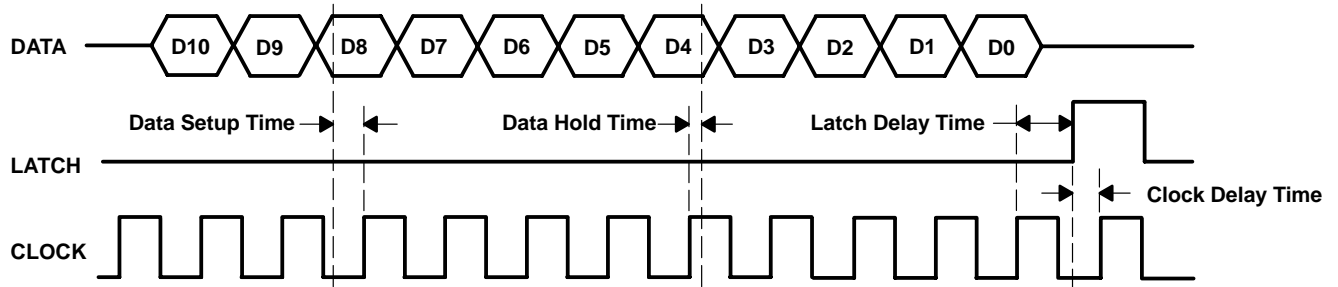 DATA D10 D9 D8 D7 D6 D5 D4 D3 D2 D1 D0
Data Setup Time Data Hold Time Latch Delay Time
LATCH
Clock Delay Time
CLOCK